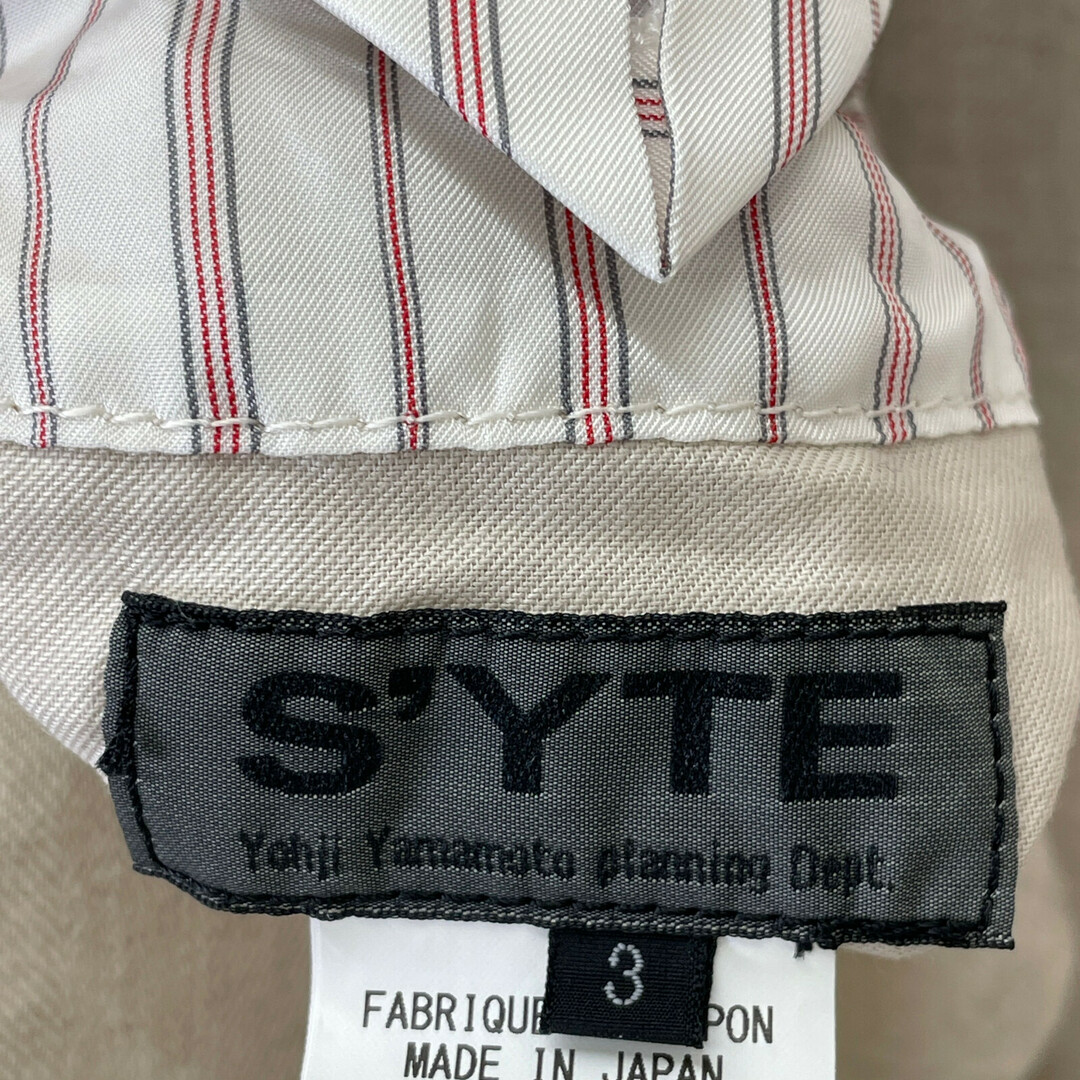 S'YTE
Yohji Yamamoto planning Dept.
3
FABRIQUE PON
MADE IN JAPAN